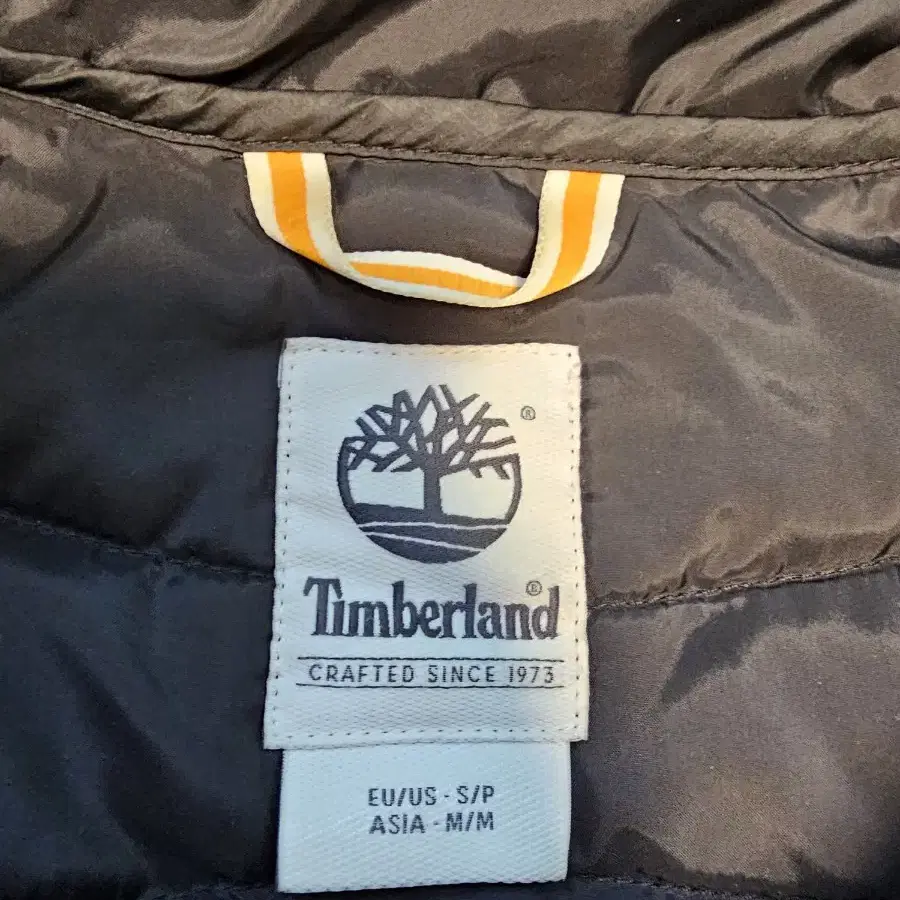 ®
Timberland®
CRAFTED SINCE 1973
EU/US - S/P
ASIA - M/M